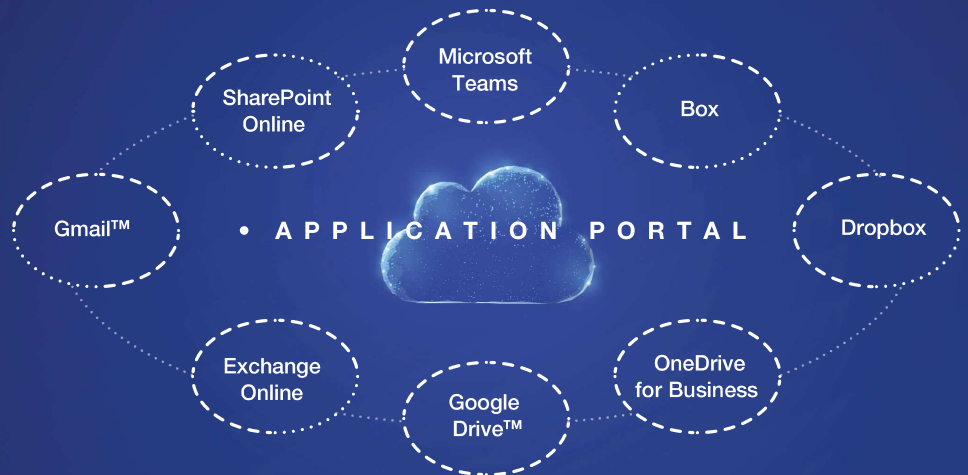 Microsoft
Teams
SharePoint
Online
Box
Gmail™
• APPLICATION PORTAL
Dropbox
Exchange
Online
OneDrive
for Business
Google
Drive™